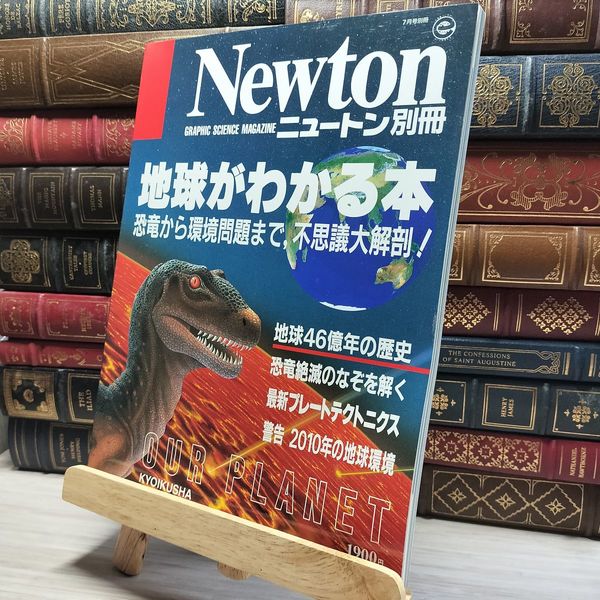 7月号別冊
Newton
GRAPHIC SCIENCE MAGAZINE
ニュートン別冊
地球がわかる本
恐竜から環境問題まで、不思議大解剖!
地球46億年の歴史
恐竜絶滅のなぞを解く
最新プレートテクトニクス
警告 2010年の地球環境
OUR PLANET
KYOIKUSHA
1900円
THE CONFESSIONS
OF SAINT AUGUSTINE
HENRY
JAMES
NATHANIEL
HAWTHORNE
THE ILIAD